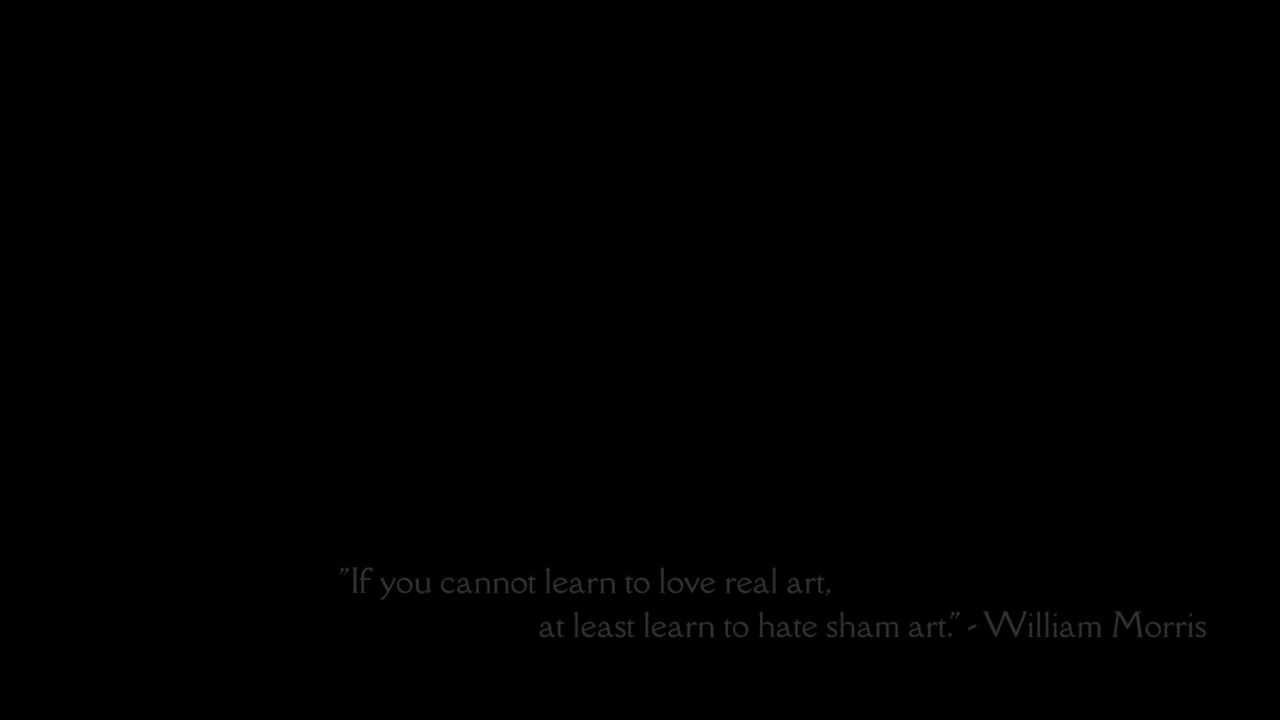 "If you cannot learn to love real art,
at least learn to hate sham art." - William Morris